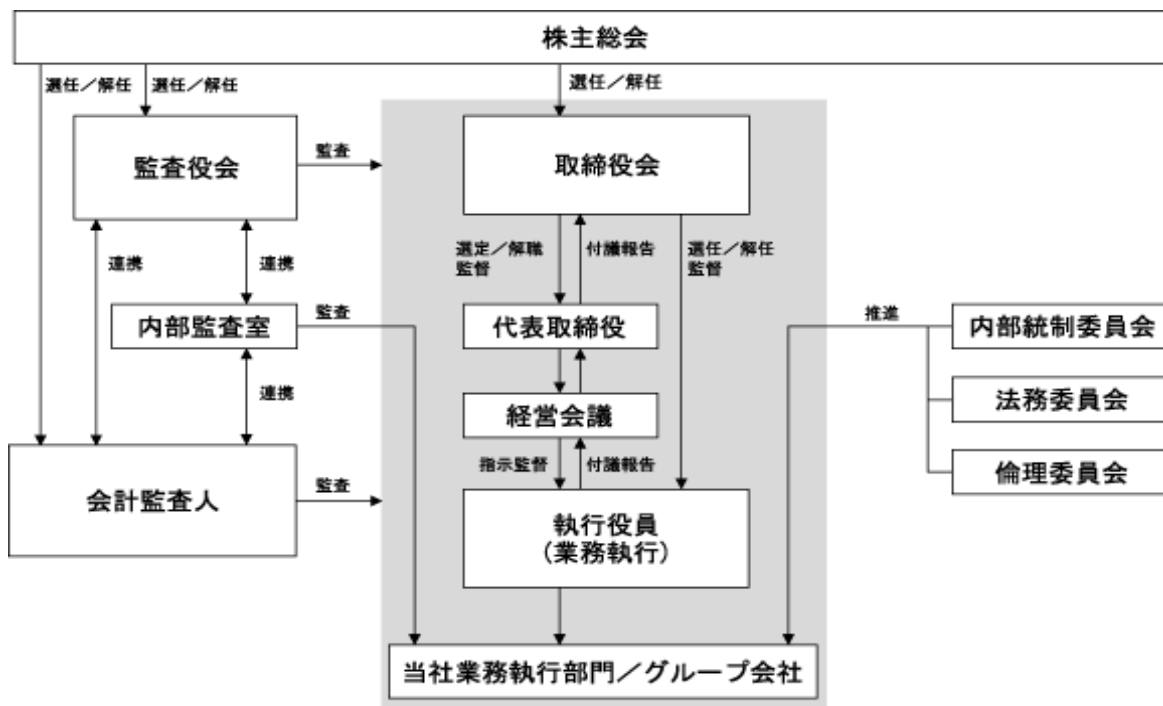 株主総会
選任／解任
選任／解任
選任／解任
監査役会
監査
取締役会
連携
連携
選定／解職
監督
付議報告
選任／解任
監督
内部監査室
監査
代表取締役
推進
内部統制委員会
連携
経営会議
法務委員会
指示監督
付議報告
倫理委員会
会計監査人
監査
執行役員
（業務執行）
当社業務執行部門／グループ会社